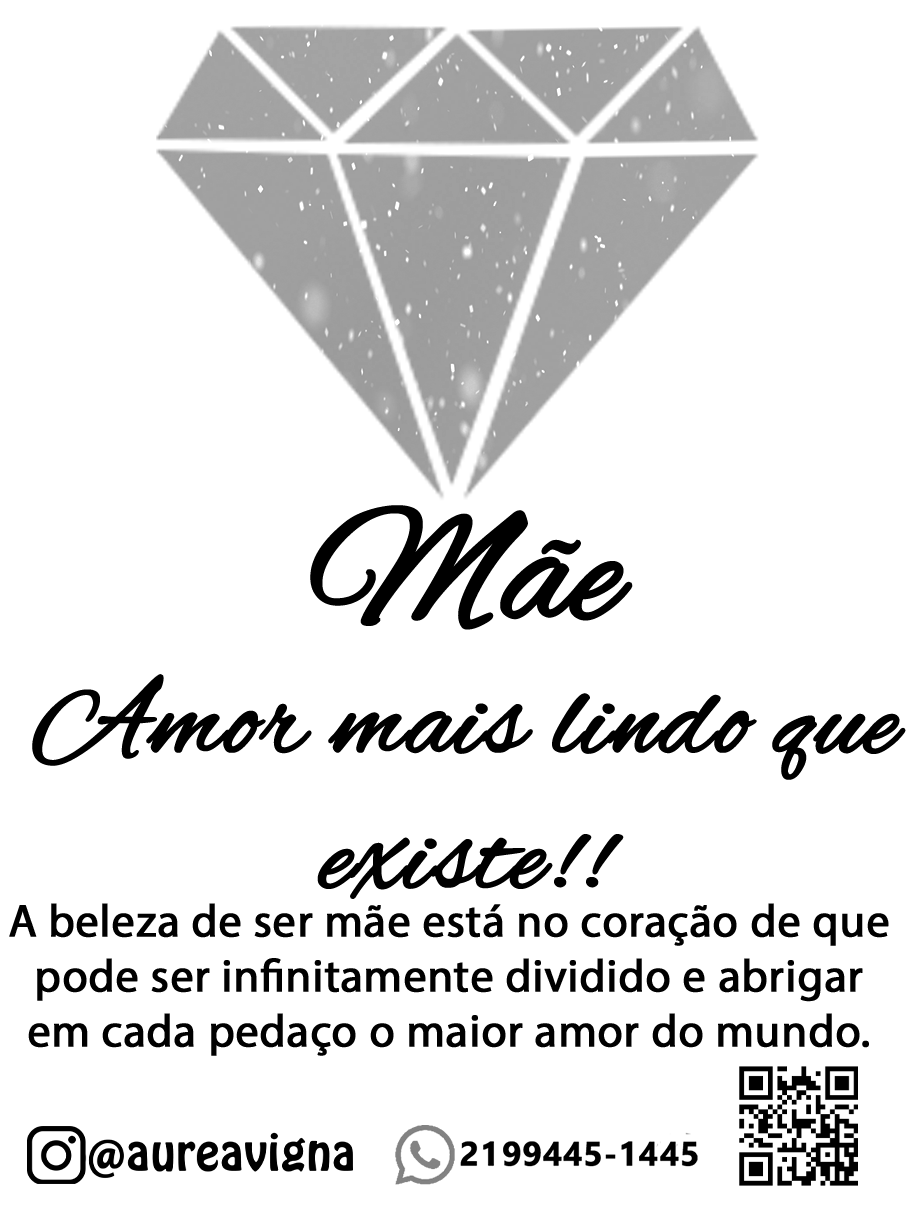 Mãe
Amor mais lindo que
existe!!
A beleza de ser mãe está no coração de que
pode ser infinitamente dividido e abrigar
em cada pedaço o maior amor do mundo.
@aureavigna 2199445-1445